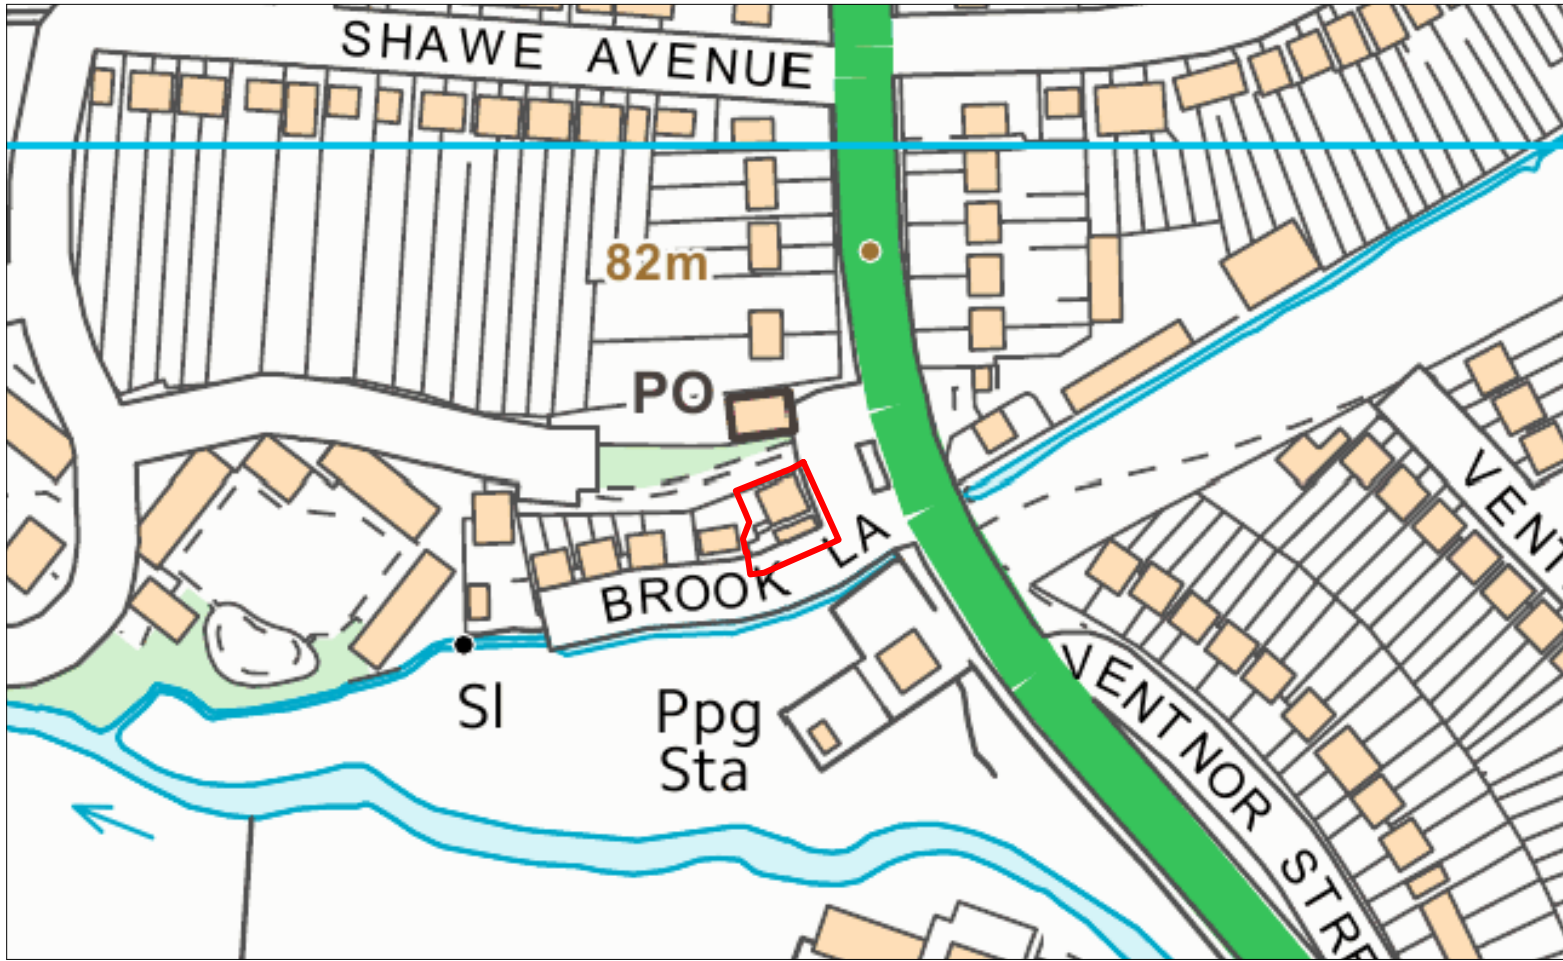 SHAWE AVENUE
82m
PO
VENT
BROOK LA
Sl
Ppg
Sta
VENTNOR STRE